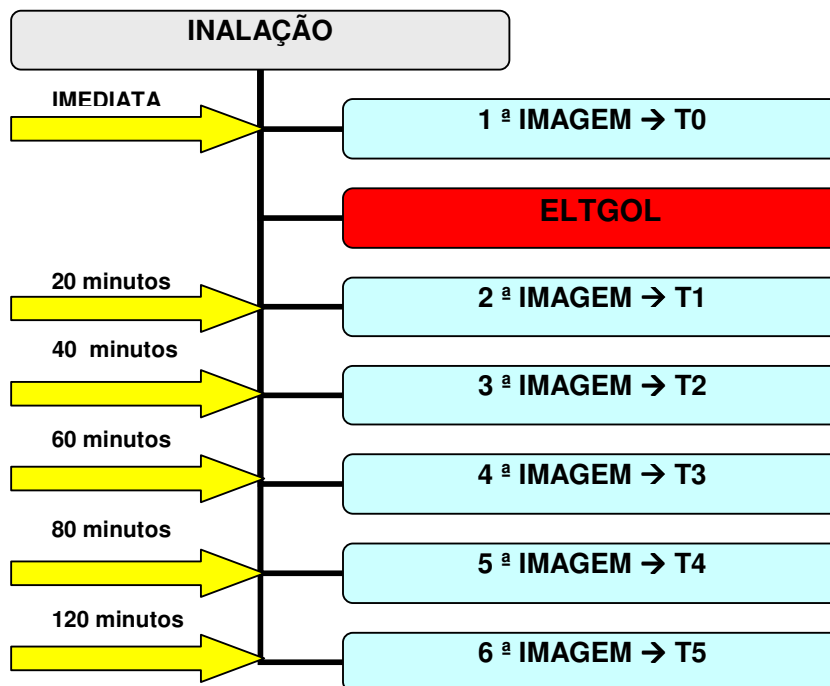 INALAÇÃO
IMEDIATA
1 ª IMAGEM → T0
ELTGOL
20 minutos
2 ª IMAGEM → T1
40 minutos
3 ª IMAGEM → T2
60 minutos
4 ª IMAGEM → T3
80 minutos
5 ª IMAGEM → T4
120 minutos
6 ª IMAGEM → T5